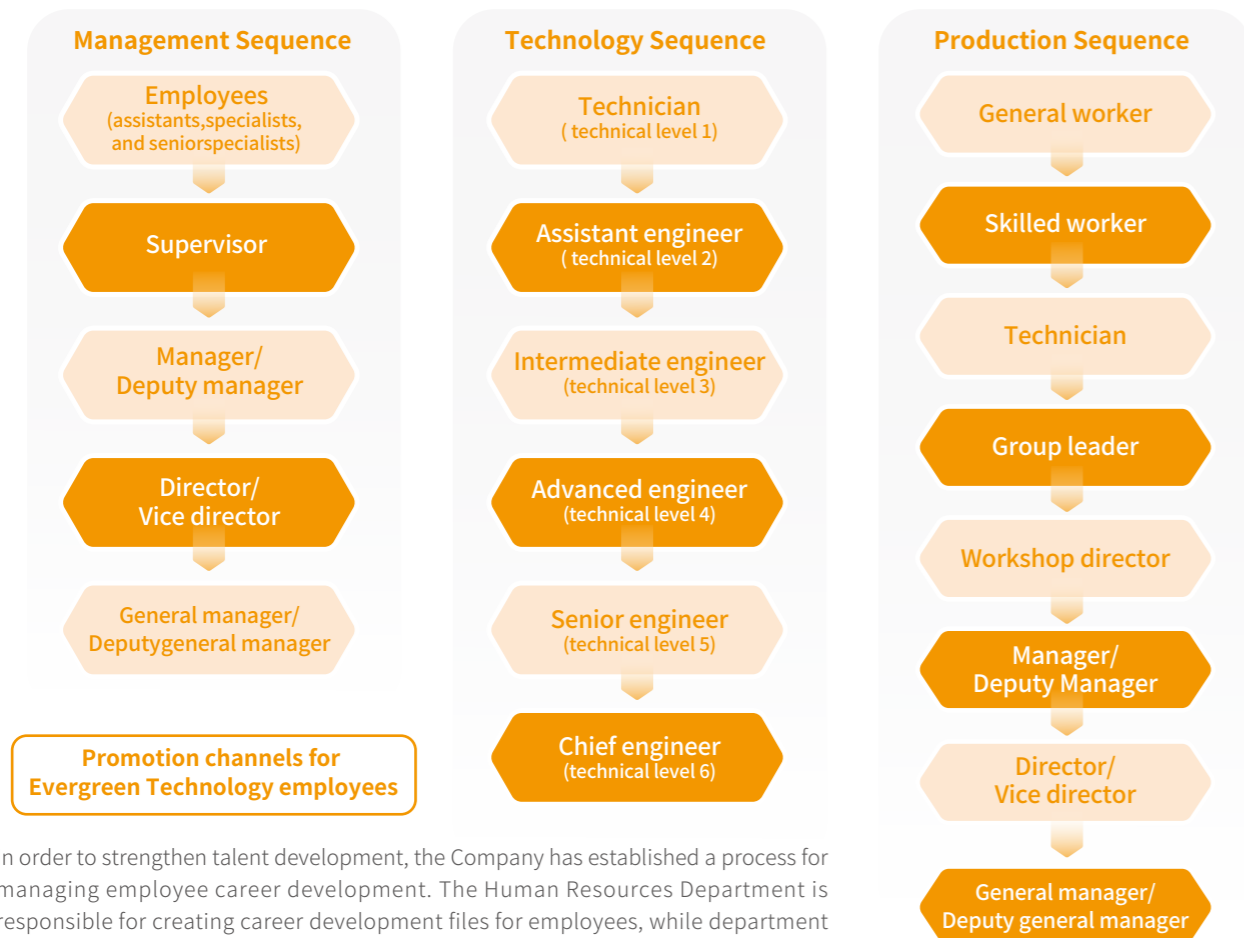 Management Sequence
Employees
(assistants,specialists,
and seniorspecialists)
Supervisor
Manager/
Deputy manager
Director/
Vice director
General manager/
Deputygeneral manager
Technology Sequence
Technician
( technical level 1)
Assistant engineer
( technical level 2)
Intermediate engineer
(technical level 3)
Advanced engineer
(technical level 4)
Senior engineer
(technical level 5)
Chief engineer
(technical level 6)
Production Sequence
General worker
Skilled worker
Technician
Group leader
Workshop director
Manager/
Deputy Manager
Director/
Vice director
General manager/
Deputy general manager
Promotion channels for
Evergreen Technology employees
n order to strengthen talent development, the Company has established a process for
managing employee career development. The Human Resources Department is
responsible for creating career development files for employees, while department